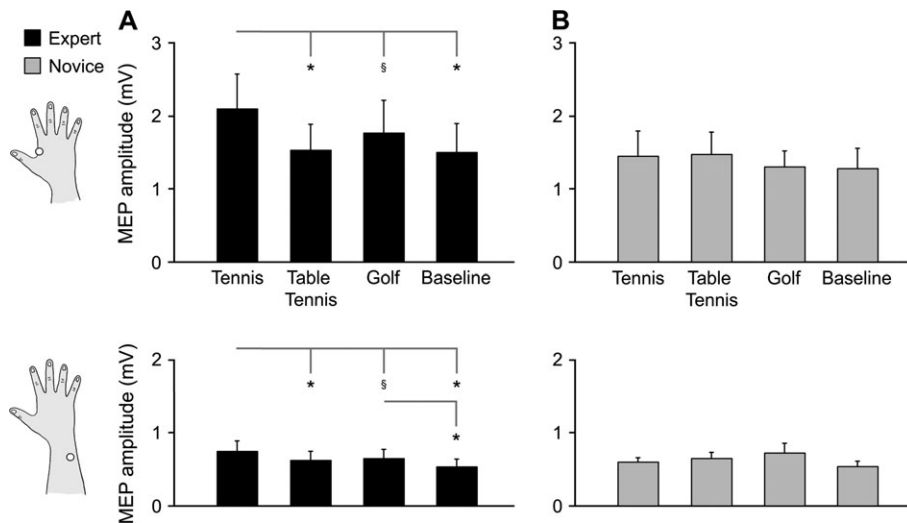 A
B
Expert
Novice
MEP amplitude (mV)
3
2
1
0
* § *
Tennis Table Tennis Golf Baseline
3
2
1
0
Tennis Table Tennis Golf Baseline
MEP amplitude (mV)
2
1
0
* § *
*
2
1
0